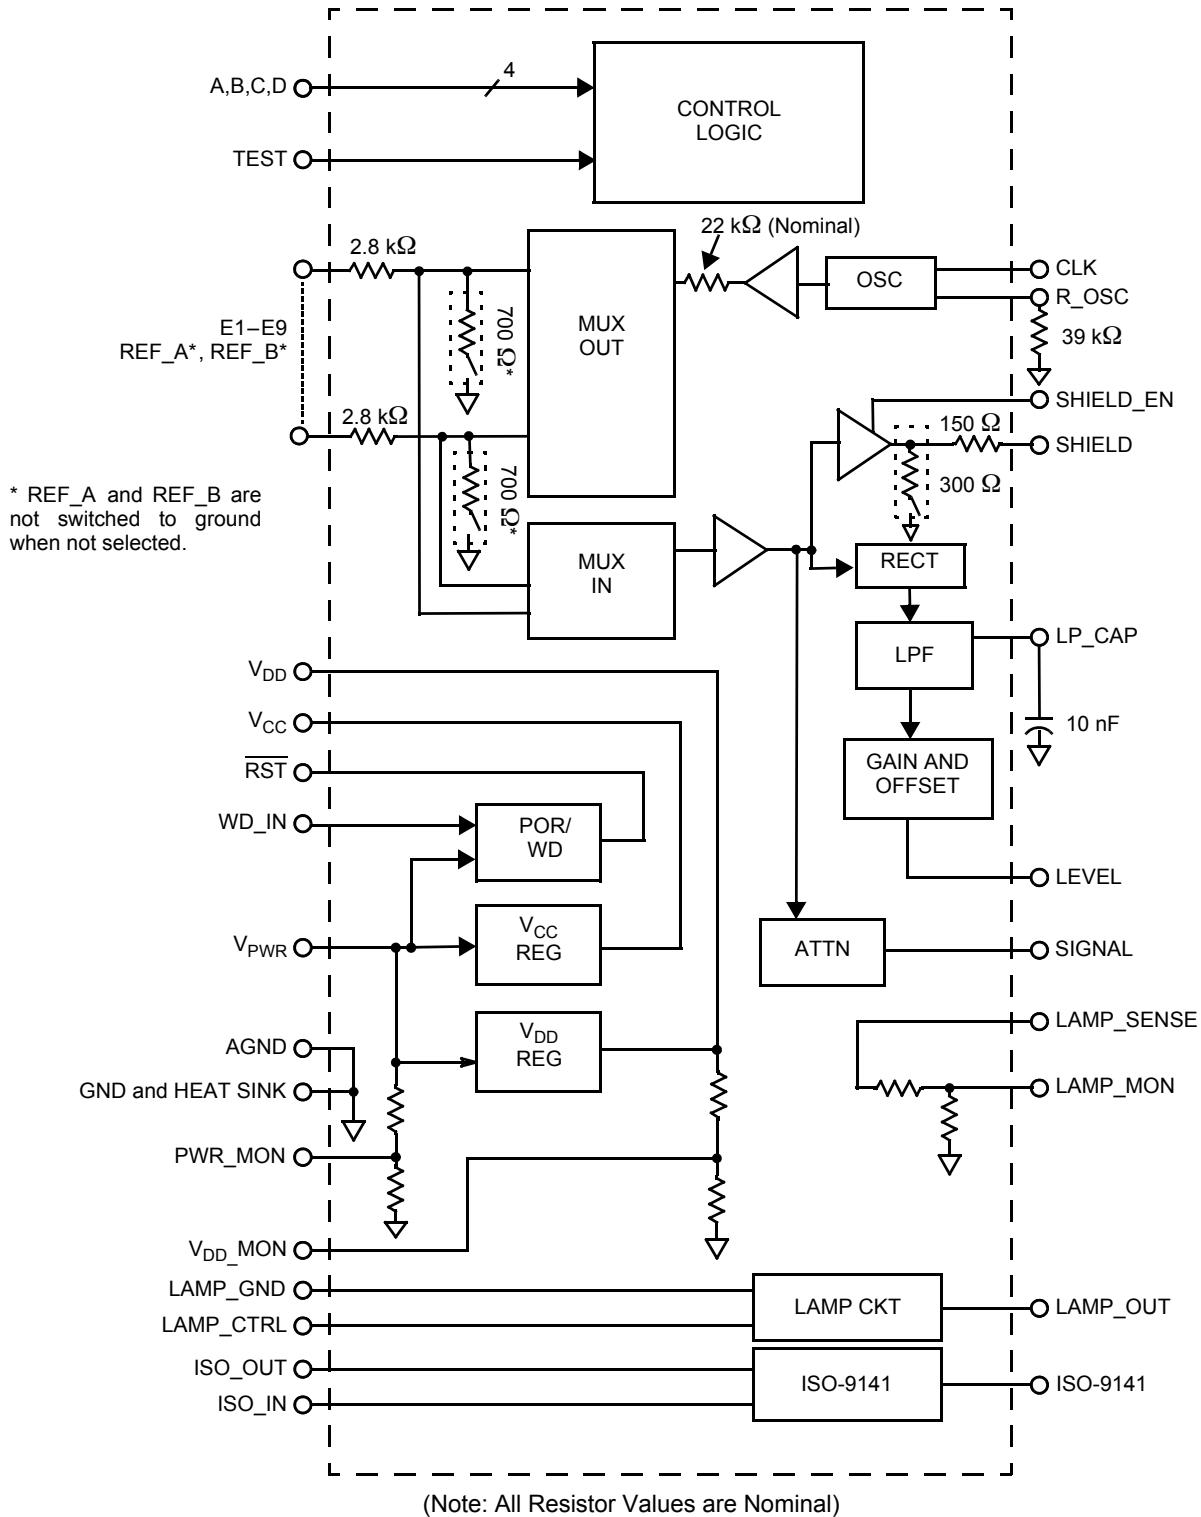 A,B,C,D
4
CONTROL
LOGIC
TEST
22 kΩ (Nominal)
2.8 kΩ
MUX
OUT
OSC
CLK
R_OSC
39 kΩ
700 Ω*
E1–E9
REF_A*, REF_B*
SHIELD_EN
2.8 kΩ
150 Ω
SHIELD
700 Ω*
300 Ω
* REF_A and REF_B are
not switched to ground
when not selected.
MUX
IN
RECT
LPF
LP_CAP
10 nF
VDD
VCC
RST
WD_IN
POR/
WD
GAIN AND
OFFSET
LEVEL
VPWR
VCC
REG
ATTN
SIGNAL
LAMP_SENSE
AGND
VDD
REG
GND and HEAT SINK
LAMP_MON
PWR_MON
VDD_MON
LAMP_GND
LAMP_CTRL
LAMP CKT
LAMP_OUT
ISO_OUT
ISO_IN
ISO-9141
ISO-9141
(Note: All Resistor Values are Nominal)